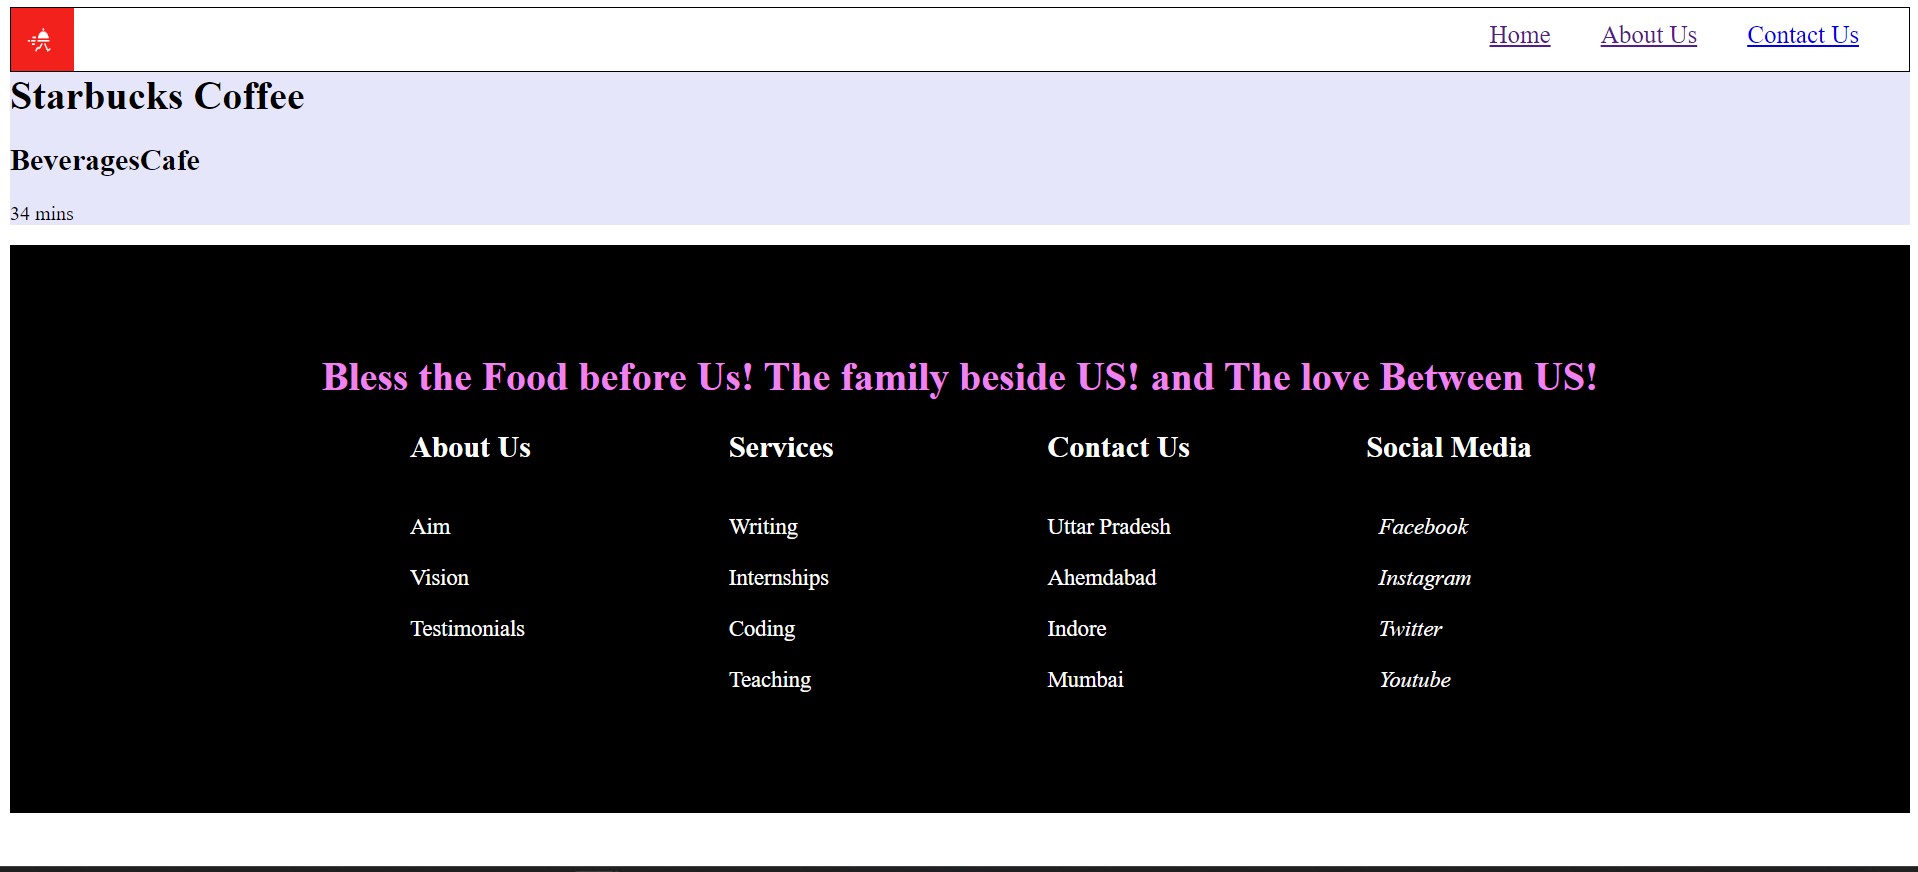 Home About Us Contact Us
Starbucks Coffee
BeveragesCafe
34 mins
Bless the Food before Us! The family beside US! and The love Between US!
About Us Services Contact Us Social Media
Aim Writing Uttar Pradesh Facebook
Vision Internships Ahemdabad Instagram
Testimonials Coding Indore Twitter
Teaching Mumbai Youtube